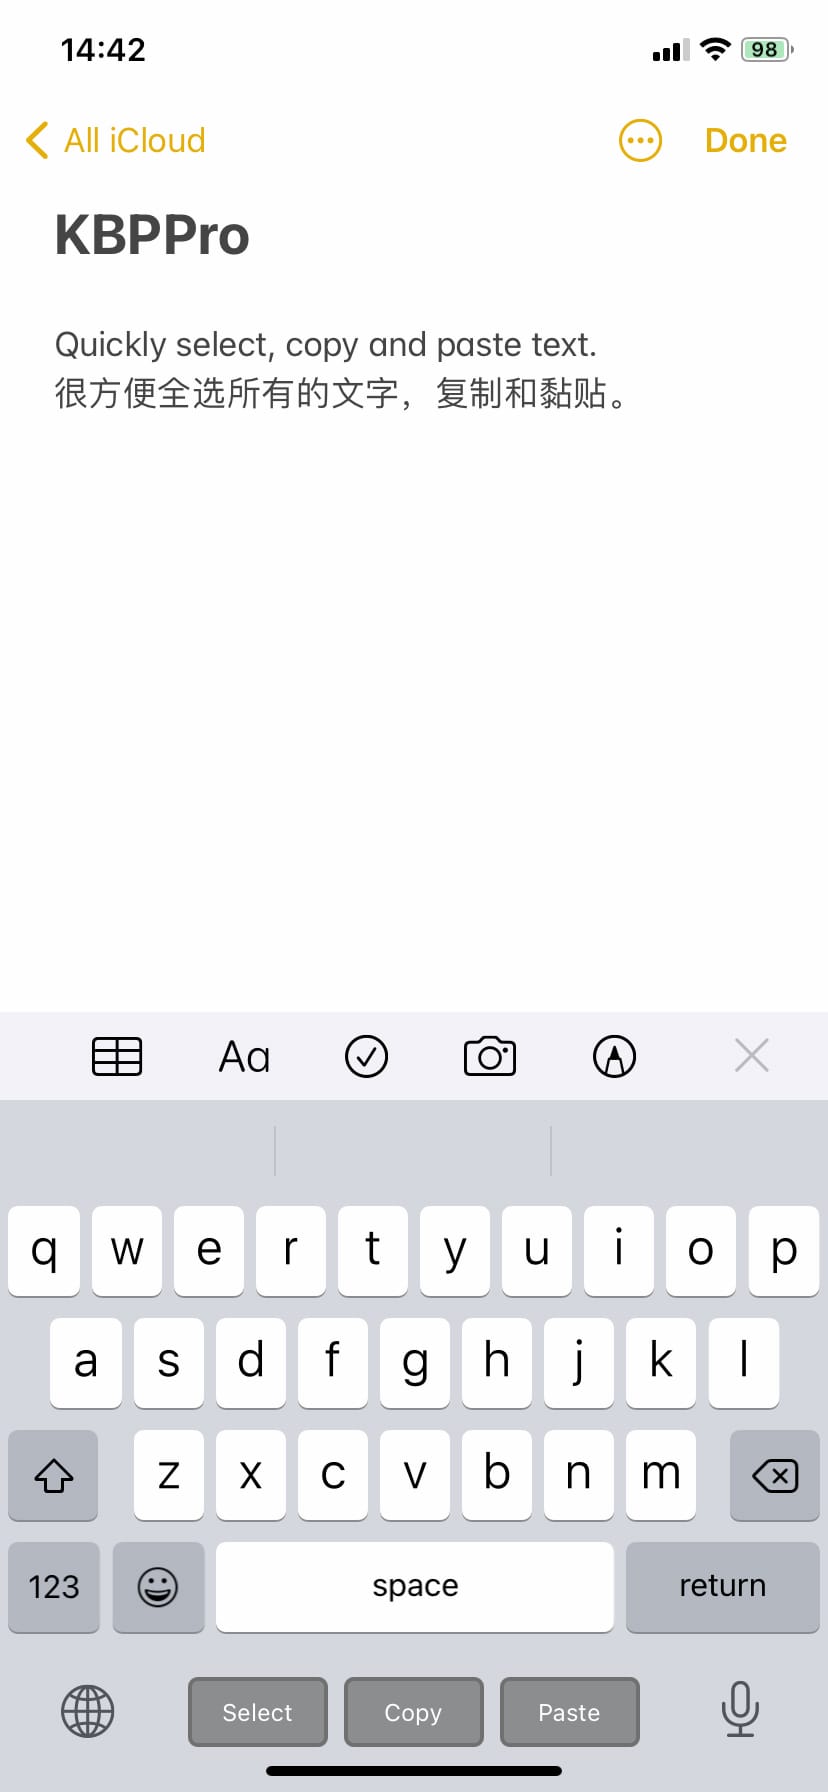 14:42
98
All iCloud
Done
KBPPro
Quickly select, copy and paste text.
很方便全选所有的文字，复制和黏贴。
Aa
q w e r t y u i o p
a s d f g h j k l
z x c v b n m
123 space return
Select Copy Paste